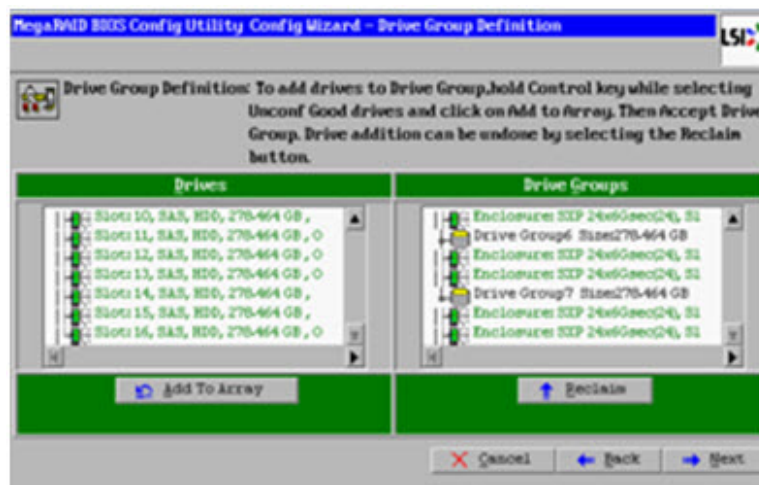 MegaRAID BIOS Config Utility Config Wizard – Drive Group Definition
LSI
Drive Group Definition: To add drives to Drive Group,hold Control key while selecting
Unconf Good drives and click on Add to Array. Then Accept Drive
Group. Drive addition can be undone by selecting the Reclaim
button.
Drives
Slot: 10, SAS, HDD, 278.464 GB ,
Slot: 11, SAS, HDD, 278.464 GB , O
Slot: 12, SAS, HDD, 278.464 GB , O
Slot: 13, SAS, HDD, 278.464 GB , O
Slot: 14, SAS, HDD, 278.464 GB ,
Slot: 15, SAS, HDD, 278.464 GB ,
Slot: 16, SAS, HDD, 278.464 GB , O
Add To Array
Drive Groups
Enclosure: SXP 24x6Gsec(24), Sl
Drive Group6 Size:278.464 GB
Enclosure: SXP 24x6Gsec(24), Sl
Enclosure: SXP 24x6Gsec(24), Sl
Drive Group7 Size:278.464 GB
Enclosure: SXP 24x6Gsec(24), Sl
Enclosure: SXP 24x6Gsec(24), Sl
Reclaim
Cancel
Back
Next